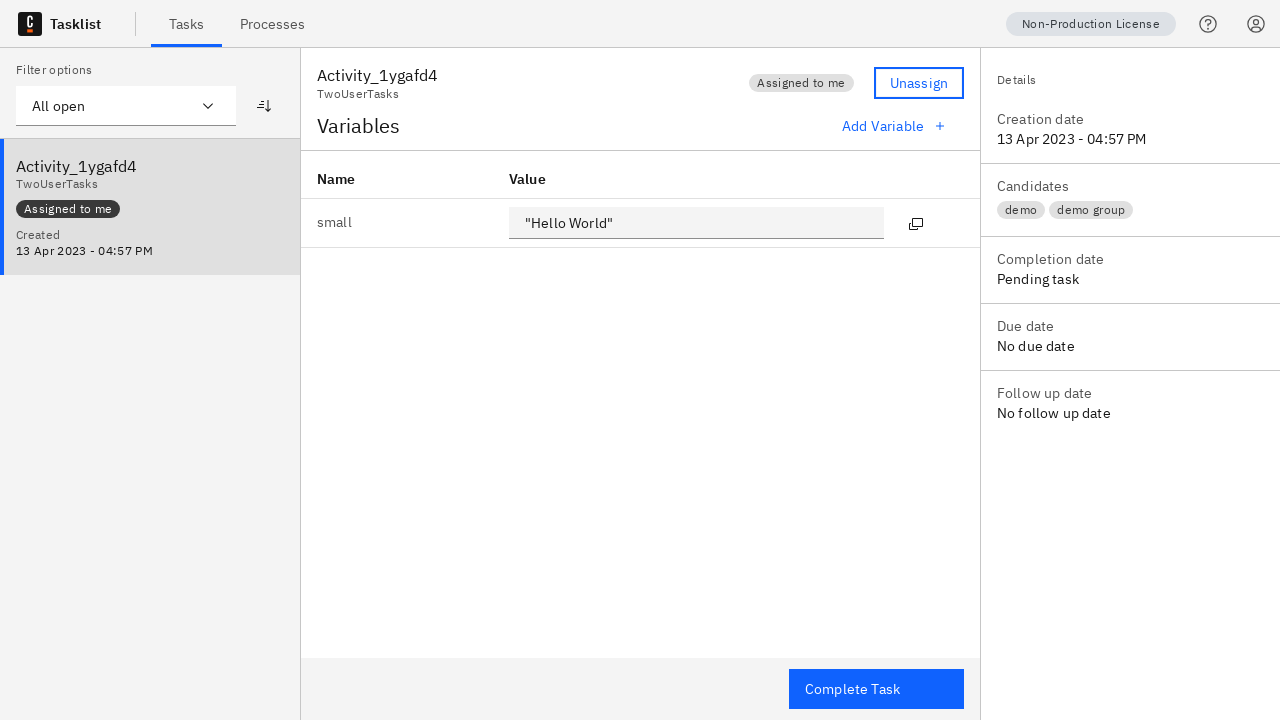 Tasklist
Tasks
Processes
Non-Production License
Filter options
All open
Activity_1ygafd4
TwoUserTasks
Assigned to me
Created
13 Apr 2023 - 04:57 PM
Activity_1ygafd4
TwoUserTasks
Assigned to me
Unassign
Variables
Add Variable
Name
Value
small
"Hello World"
Complete Task
Details
Creation date
13 Apr 2023 - 04:57 PM
Candidates
demo
demo group
Completion date
Pending task
Due date
No due date
Follow up date
No follow up date